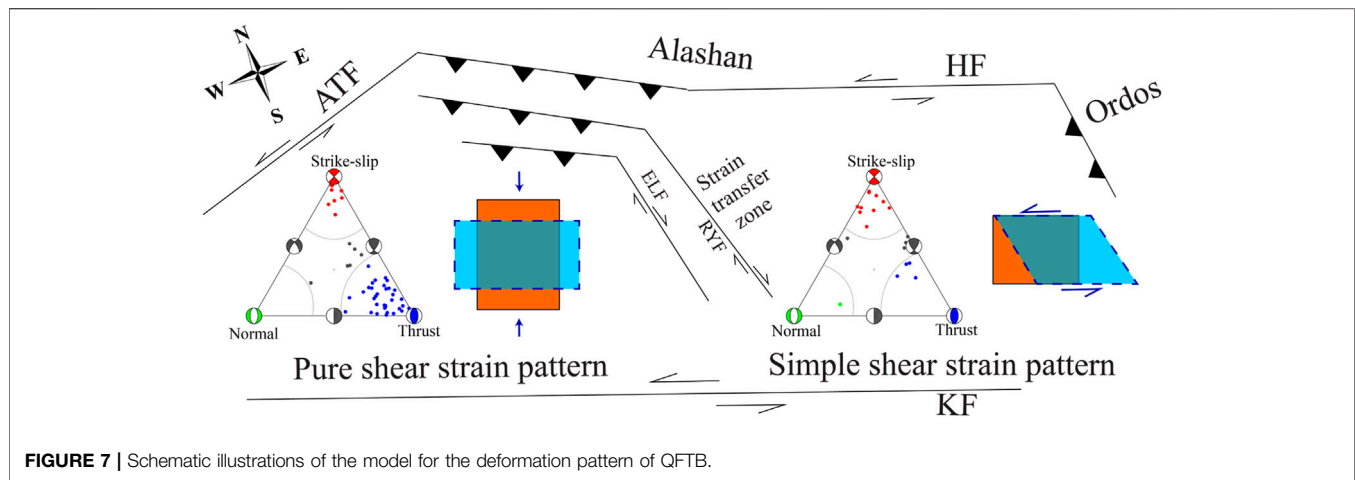 N
E
W
S
ATF
Alashan
HF
Ordos
Strike-slip
Normal
Thrust
ELF
RYF
Strain
transfer
zone
Strike-slip
Normal
Thrust
Pure shear strain pattern
Simple shear strain pattern
KF
FIGURE 7 | Schematic illustrations of the model for the deformation pattern of QFTB.